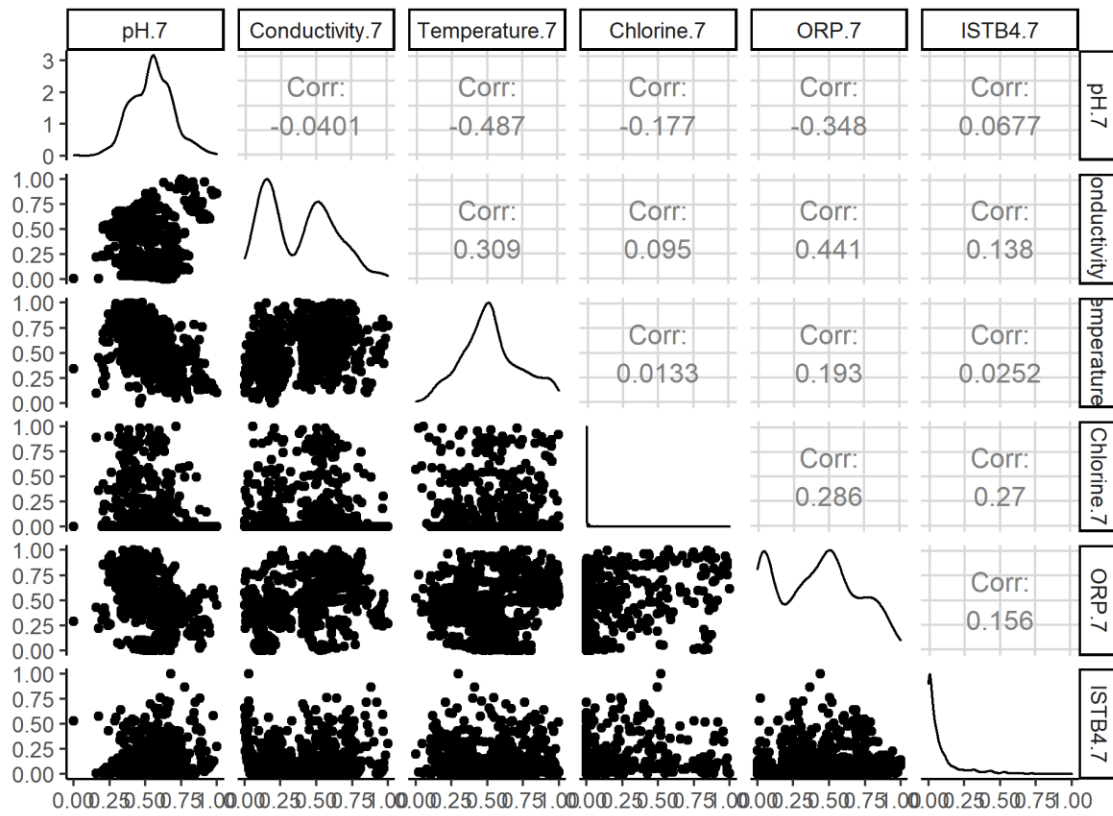 pH.7 Conductivity.7 Temperature.7 Chlorine.7 ORP.7 ISTB4.7
3
2
1
0
Corr:
-0.0401
Corr:
-0.487
Corr:
-0.177
Corr:
-0.348
Corr:
0.0677
pH.7
1.00
0.75
0.50
0.25
0.00
Corr:
0.309
Corr:
0.095
Corr:
0.441
Corr:
0.138
onductivity
1.00
0.75
0.50
0.25
0.00
Corr:
0.0133
Corr:
0.193
Corr:
0.0252
emperature
1.00
0.75
0.50
0.25
0.00
Corr:
0.286
Corr:
0.27
Chlorine.7
1.00
0.75
0.50
0.25
0.00
Corr:
0.156
ORP.7
1.00
0.75
0.50
0.25
0.00
ISTB4.7
0.00 0.25 0.50 0.75 1.00 0.00 0.25 0.50 0.75 1.00 0.00 0.25 0.50 0.75 1.00 0.00 0.25 0.50 0.75 1.00 0.00 0.25 0.50 0.75 1.00 0.00 0.25 0.50 0.75 1.00